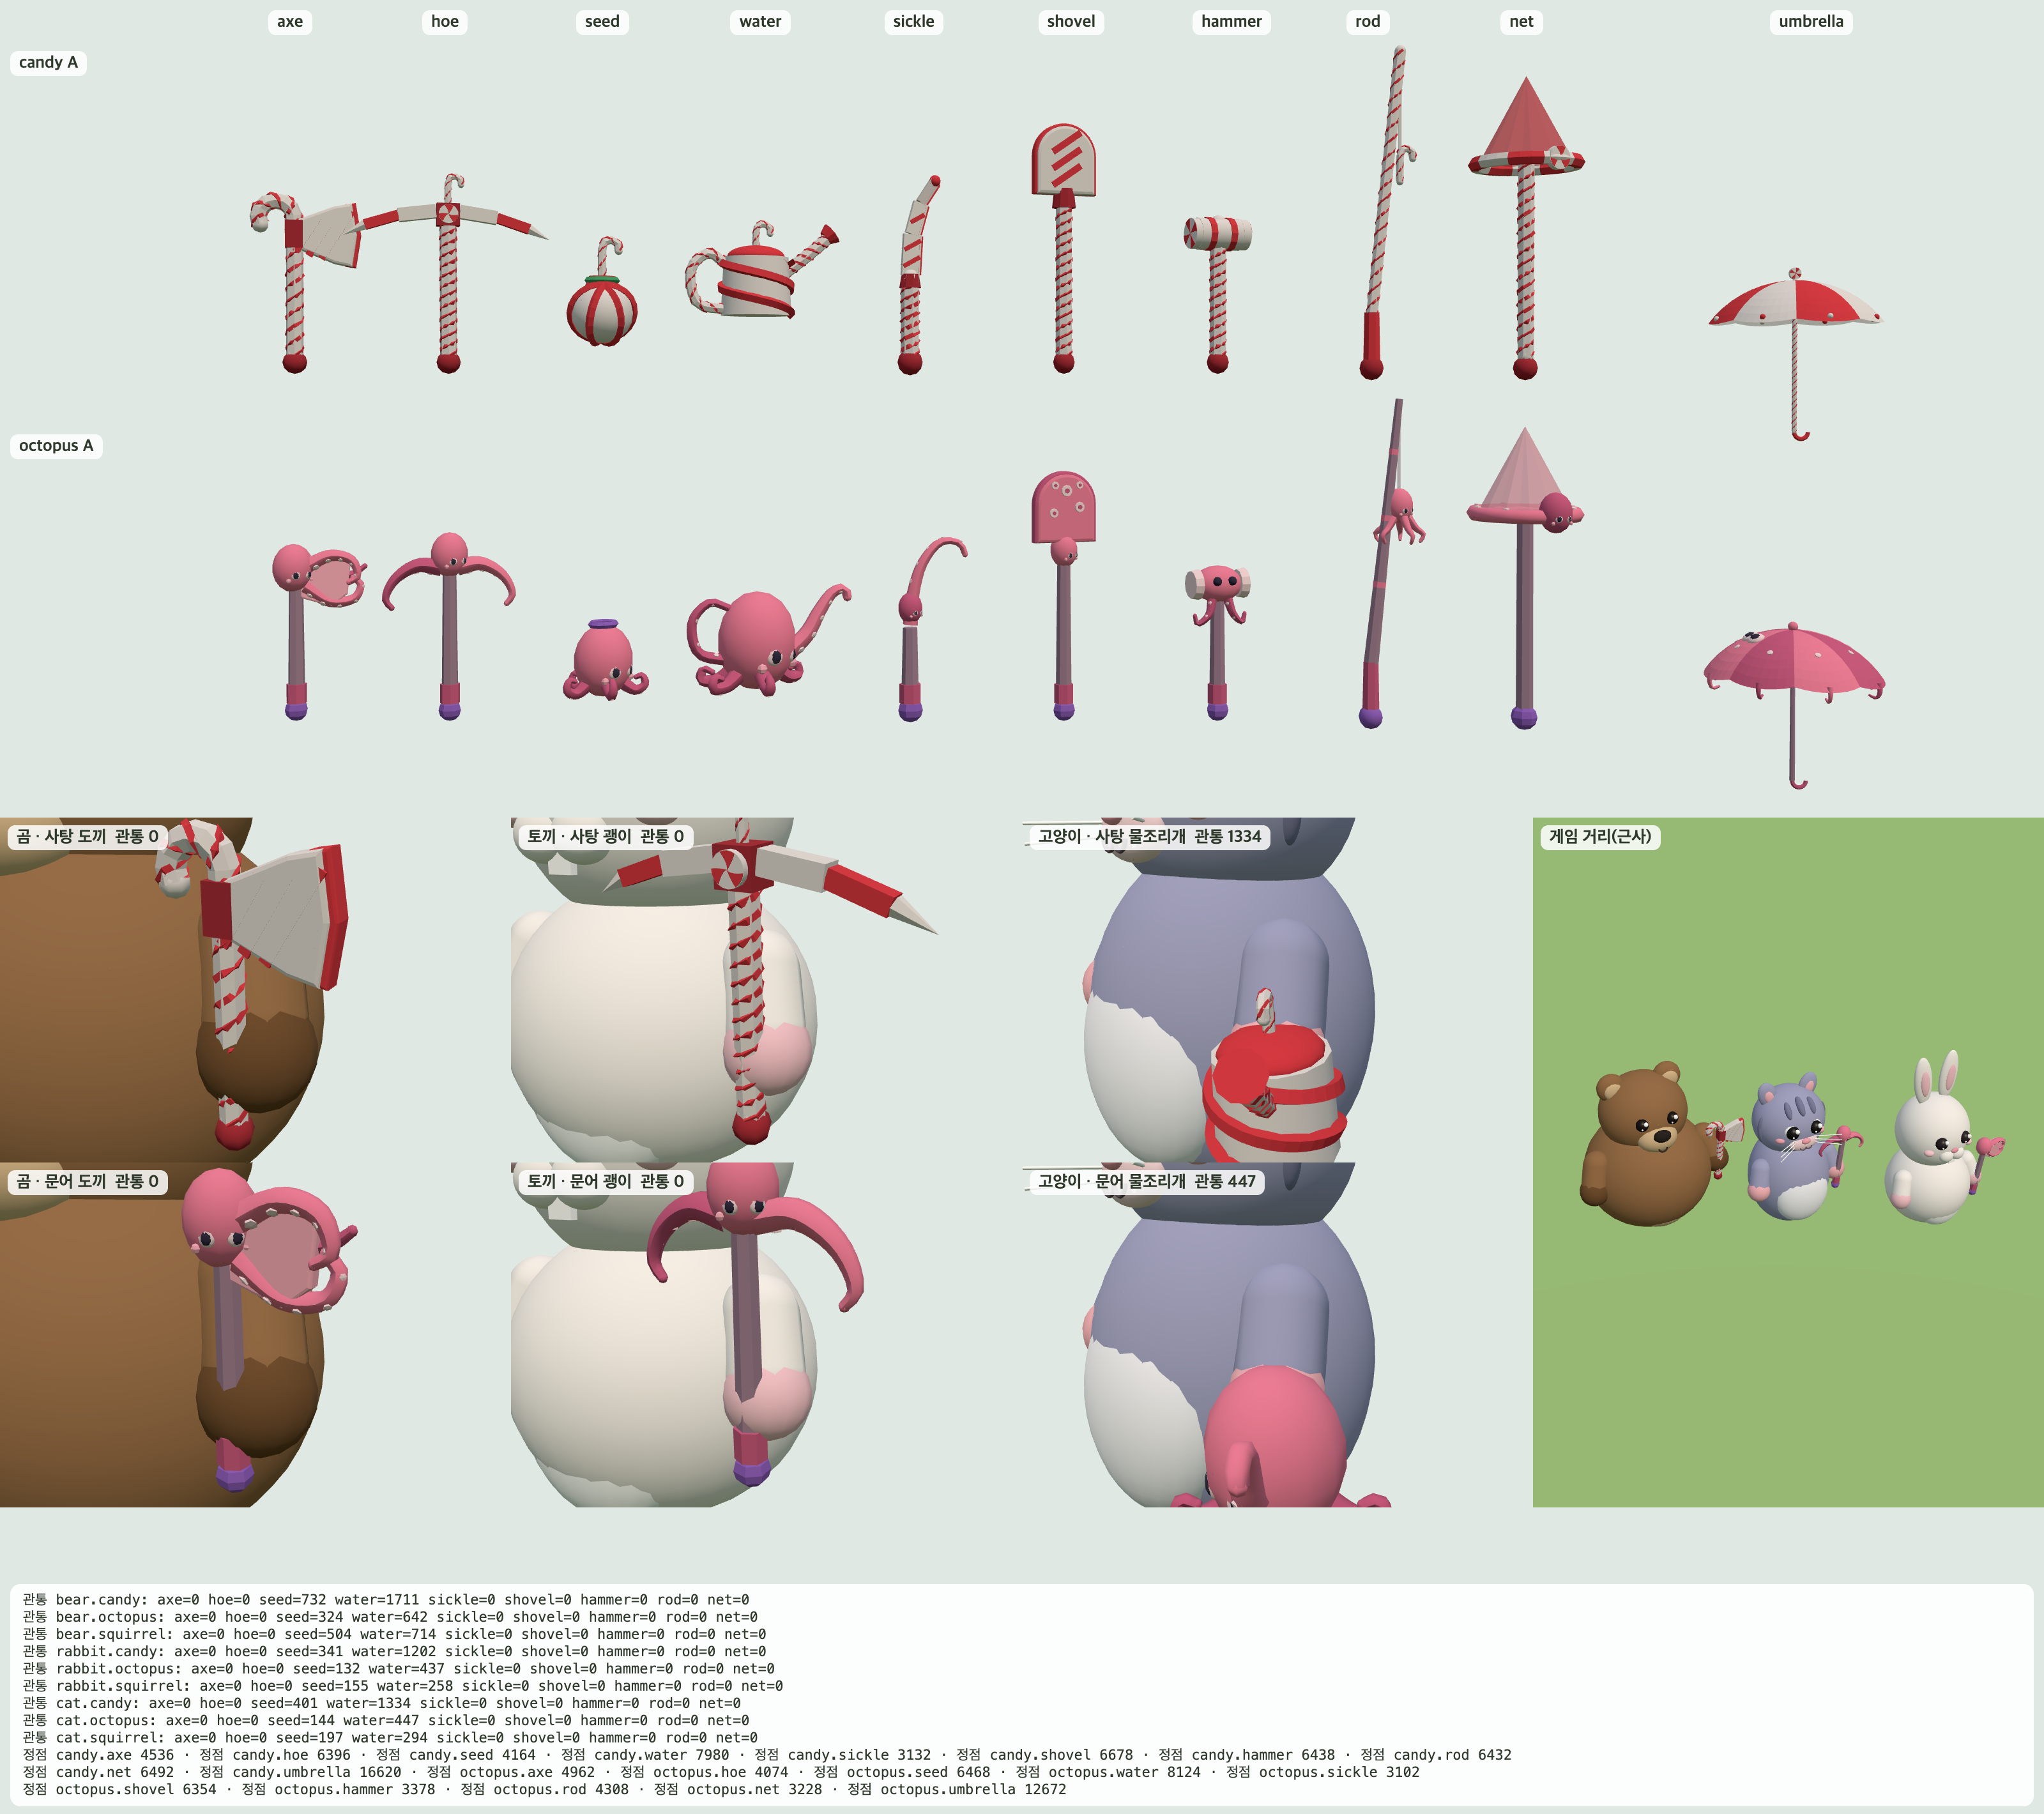 axe hoe seed water sickle shovel hammer rod net umbrella
candy A
octopus A
곰 · 사탕 도끼 관통 0
토끼 · 사탕 괭이 관통 0
고양이 · 사탕 물조리개 관통 1334
게임 거리(근사)
곰 · 문어 도끼 관통 0
토끼 · 문어 괭이 관통 0
고양이 · 문어 물조리개 관통 447
관통 bear.candy: axe=0 hoe=0 seed=732 water=1711 sickle=0 shovel=0 hammer=0 rod=0 net=0
관통 bear.octopus: axe=0 hoe=0 seed=324 water=642 sickle=0 shovel=0 hammer=0 rod=0 net=0
관통 bear.squirrel: axe=0 hoe=0 seed=504 water=714 sickle=0 shovel=0 hammer=0 rod=0 net=0
관통 rabbit.candy: axe=0 hoe=0 seed=341 water=1202 sickle=0 shovel=0 hammer=0 rod=0 net=0
관통 rabbit.octopus: axe=0 hoe=0 seed=132 water=437 sickle=0 shovel=0 hammer=0 rod=0 net=0
관통 rabbit.squirrel: axe=0 hoe=0 seed=155 water=258 sickle=0 shovel=0 hammer=0 rod=0 net=0
관통 cat.candy: axe=0 hoe=0 seed=401 water=1334 sickle=0 shovel=0 hammer=0 rod=0 net=0
관통 cat.octopus: axe=0 hoe=0 seed=144 water=447 sickle=0 shovel=0 hammer=0 rod=0 net=0
관통 cat.squirrel: axe=0 hoe=0 seed=197 water=294 sickle=0 shovel=0 hammer=0 rod=0 net=0
정점 candy.axe 4536 · 정점 candy.hoe 6396 · 정점 candy.seed 4164 · 정점 candy.water 7980 · 정점 candy.sickle 3132 · 정점 candy.shovel 6678 · 정점 candy.hammer 6438 · 정점 candy.rod 6432
정점 candy.net 6492 · 정점 candy.umbrella 16620 · 정점 octopus.axe 4962 · 정점 octopus.hoe 4074 · 정점 octopus.seed 6468 · 정점 octopus.water 8124 · 정점 octopus.sickle 3102
정점 octopus.shovel 6354 · 정점 octopus.hammer 3378 · 정점 octopus.rod 4308 · 정점 octopus.net 3228 · 정점 octopus.umbrella 12672